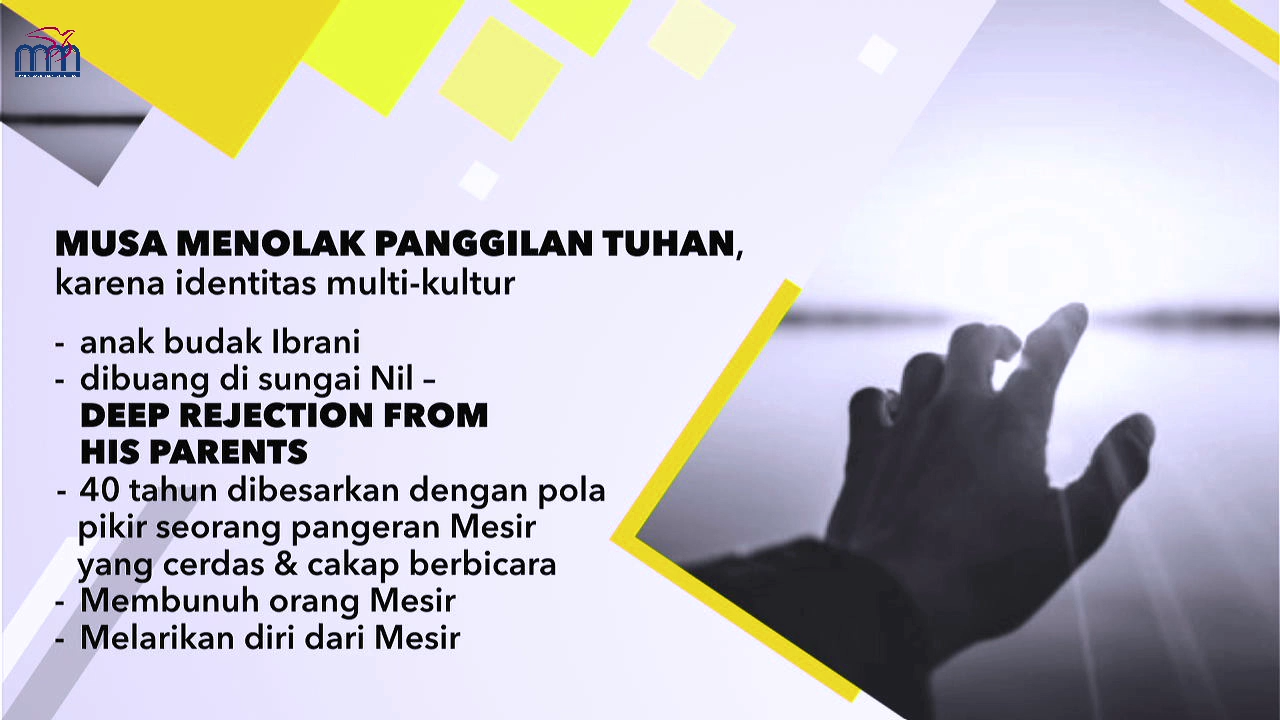 MUSA MENOLAK PANGGILAN TUHAN,
karena identitas multi-kultur
- anak budak Ibrani
- dibuang di sungai Nil –
DEEP REJECTION FROM
HIS PARENTS
- 40 tahun dibesarkan dengan pola
pikir seorang pangeran Mesir
yang cerdas & cakap berbicara
- Membunuh orang Mesir
- Melarikan diri dari Mesir